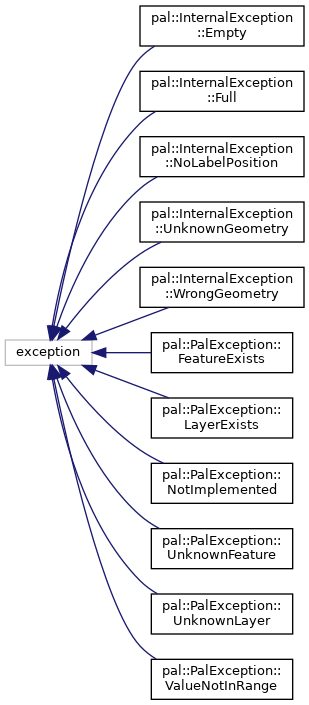 pal::InternalException
::Empty
pal::InternalException
::Full
pal::InternalException
::NoLabelPosition
pal::InternalException
::UnknownGeometry
pal::InternalException
::WrongGeometry
exception
pal::PalException::
FeatureExists
pal::PalException::
LayerExists
pal::PalException::
NotImplemented
pal::PalException::
UnknownFeature
pal::PalException::
UnknownLayer
pal::PalException::
ValueNotInRange